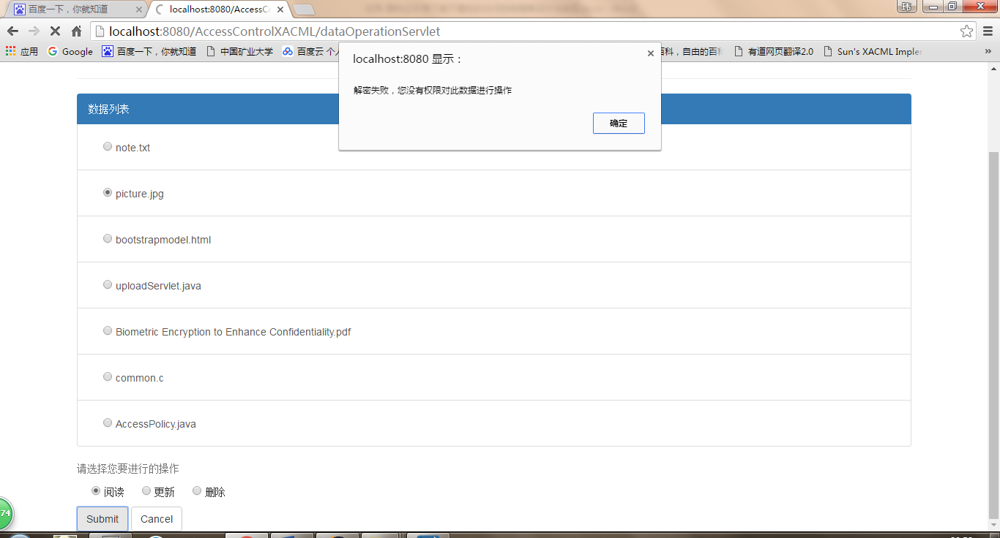 百度一下，你就知道
localhost:8080/AccessCo
玮
localhost:8080/AccessControlXACML/dataOperationServlet
应用 Google 百度一下，你就知道 中国矿业大学 百度云 个人 百科，自由的百科 有道网页翻译2.0 Sun's XACML Impler »
localhost:8080 显示：
解密失败，您没有权限对此数据进行操作
确定
数据列表
note.txt
picture.jpg
bootstrapmodel.html
uploadServlet.java
Biometric Encryption to Enhance Confidentiality.pdf
common.c
AccessPolicy.java
请选择您要进行的操作
阅读 更新 删除
74
Submit Cancel